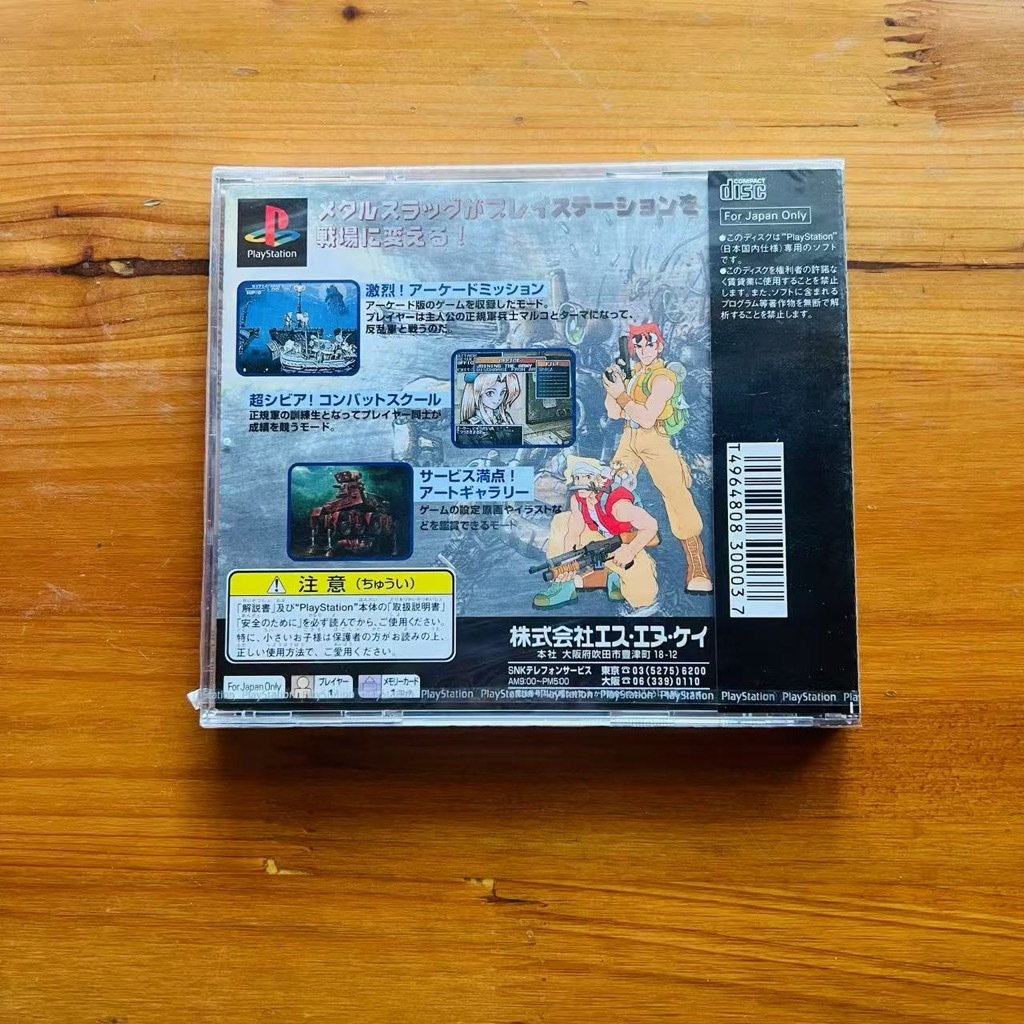 PlayStation
メタルスラッグがプレイステーションを
戦場に変える！
激烈！アーケードミッション
アーケード版のゲームを収録したモード。
プレイヤーは主人公の正規軍兵士マルコとターマになって、
反乱軍と戦うのだ。
JOINING THE ARMY
超シビア！コンバットスクール
正規軍の訓練生となってプレイヤー同士が
成績を競うモード。
サービス満点！
アートギャラリー
ゲームの設定原画やイラストな
どを鑑賞できるモード
注意（ちゅうい）
「解説書」及び"PlayStation"本体の「取扱説明書」
「安全のために」を必ず読んでから、ご使用ください。
特に、小さいお子様は保護者の方がお読みの上、
正しい使用方法で、ご愛用ください。
株式会社エス・エヌ・ケイ
本社 大阪府吹田市豊津町18-12
SNKテレフォンサービス 東京☎03(5275)6200
AM9:00~PM5:00 大阪☎06(339)0110
For Japan Only
プレイヤー
メモリーカード
PlayStation PlayStation PlayStation PlayStation PlayStation PlayStation PlayStation PlayStation PlayStation
COMPACT
disc
For Japan Only
●このディスクは"PlayStation"
(日本国内仕様)専用のソフト
です。
●このディスクを権利者の許諾な
く賃貸業に使用することを禁止
します。また、ソフトに含まれる
プログラム等著作物を無断で解
析することを禁止します。
T4964808 300037